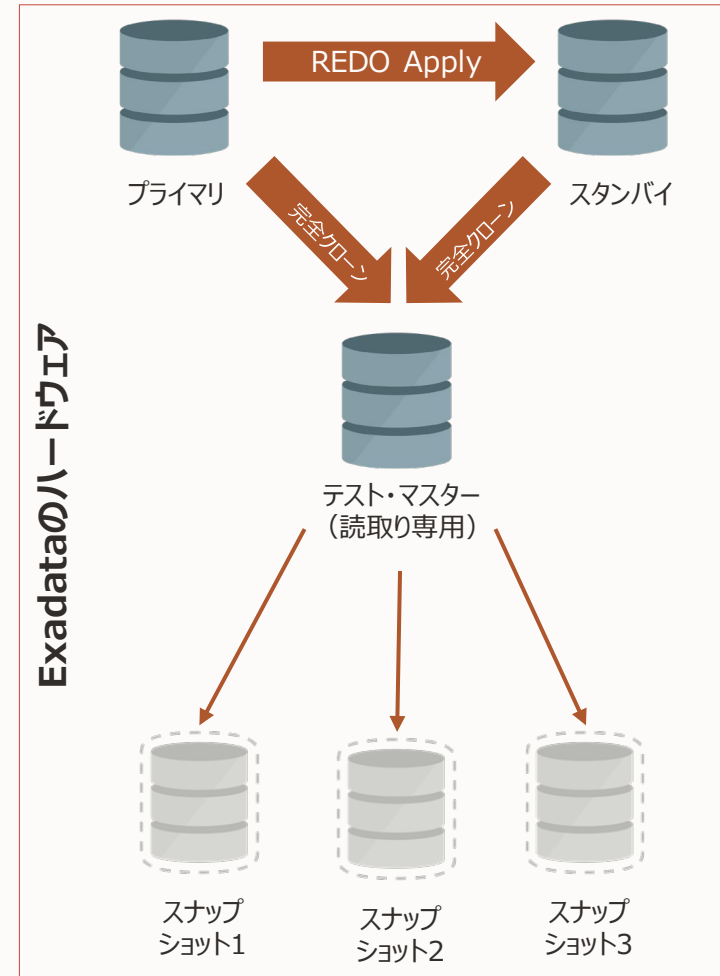 REDO Apply
プライマリ
スタンバイ
完全クローン
完全クローン
Exadataのハードウェア
テスト・マスター
（読取り専用）
スナップ
ショット1
スナップ
ショット2
スナップ
ショット3